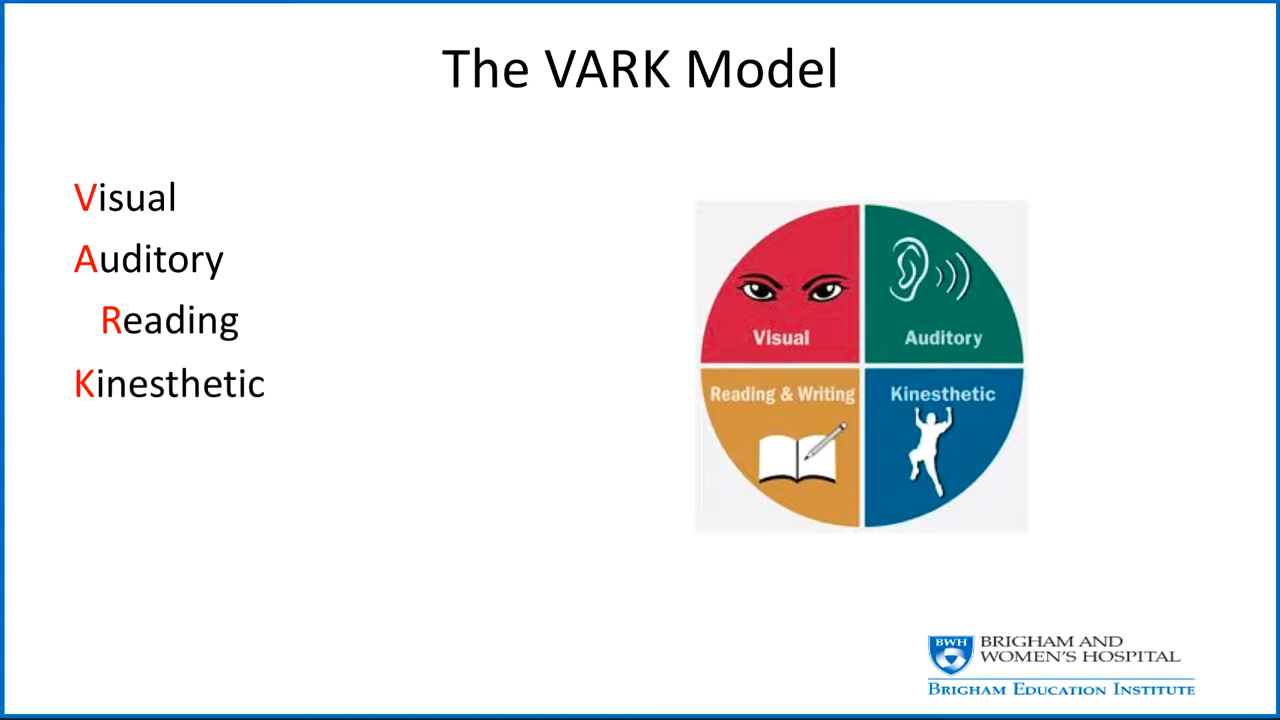 The VARK Model
Visual
Auditory
Reading
Kinesthetic
Visual
Auditory
Reading & Writing
Kinesthetic
BWH
BRIGHAM AND
WOMEN'S HOSPITAL
BRIGHAM EDUCATION INSTITUTE